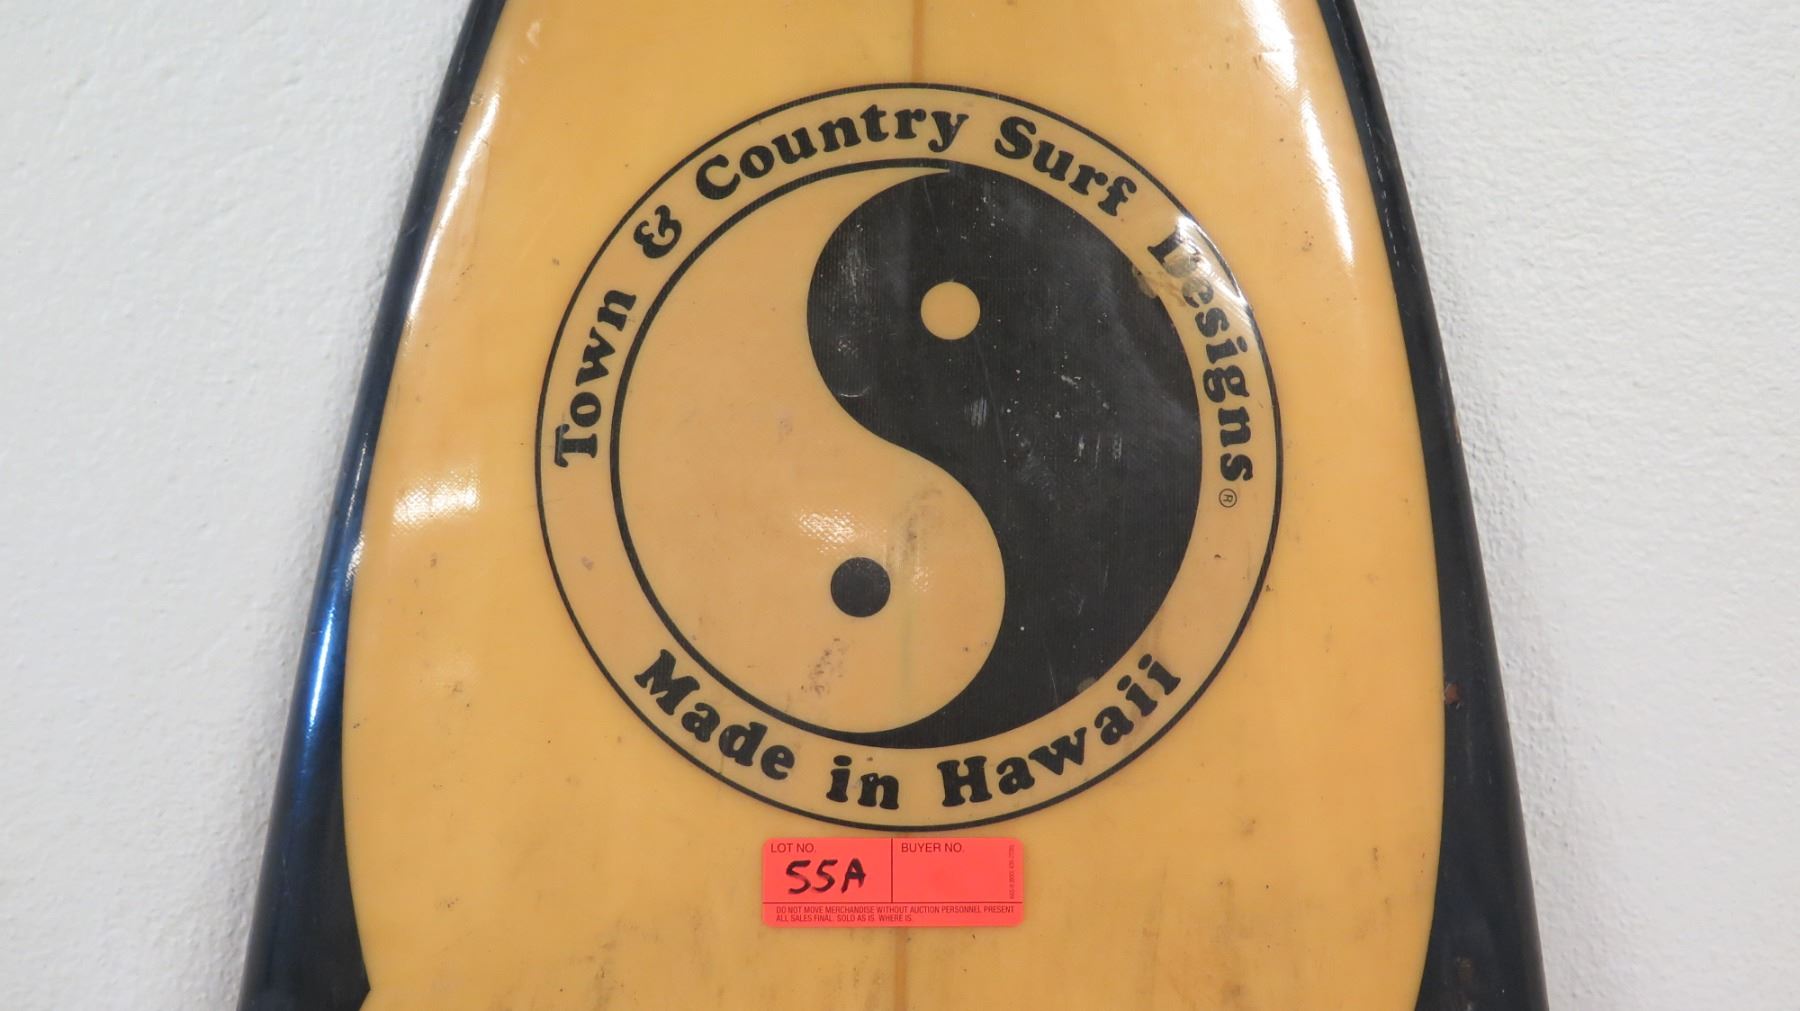 Town & Country Surf Designs®
Made in Hawaii
LOT NO.
55A
BUYER NO.
DO NOT MOVE MERCHANDISE WITHOUT AUCTION PERSONNEL PRESENT
ALL SALES FINAL. SOLD AS IS WHERE IS.